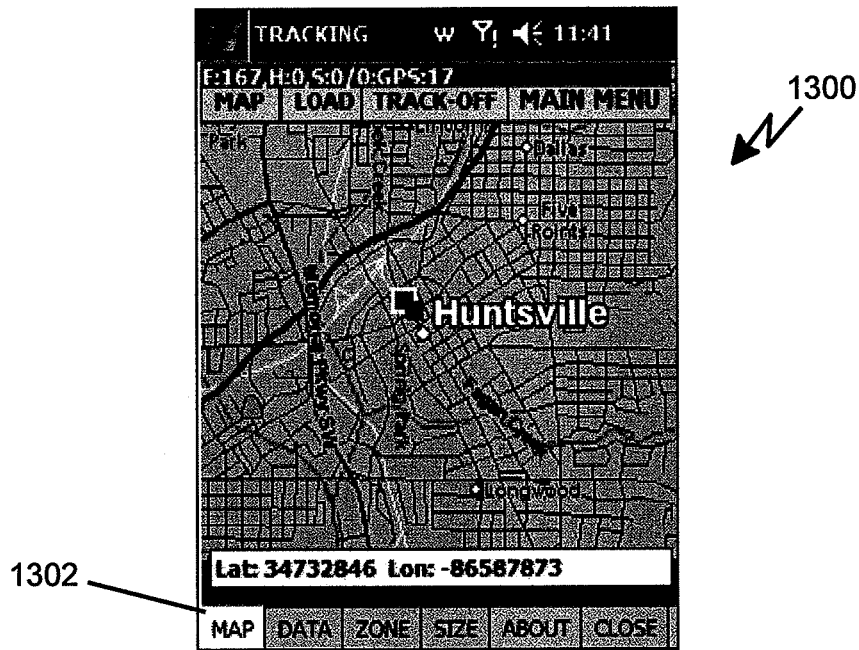 TRACKING W 11:41
F:167,H:0,S:0/0:GPS:17
MAP LOAD TRACK-OFF MAIN MENU
1300
Park
Dallas
Five
Points
Huntsville
Longwood
Lat: 34732846 Lon: -86587873
1302
MAP DATA ZONE SIZE ABOUT CLOSE